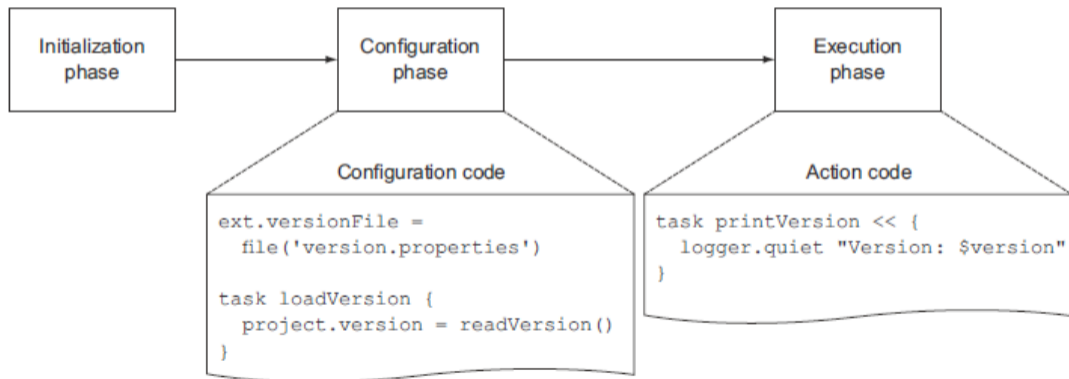 Initialization
phase
Configuration
phase
Execution
phase
Configuration code
ext.versionFile =
  file('version.properties')
task loadVersion {
  project.version = readVersion()
}
Action code
task printVersion << {
  logger.quiet "Version: $version"
}